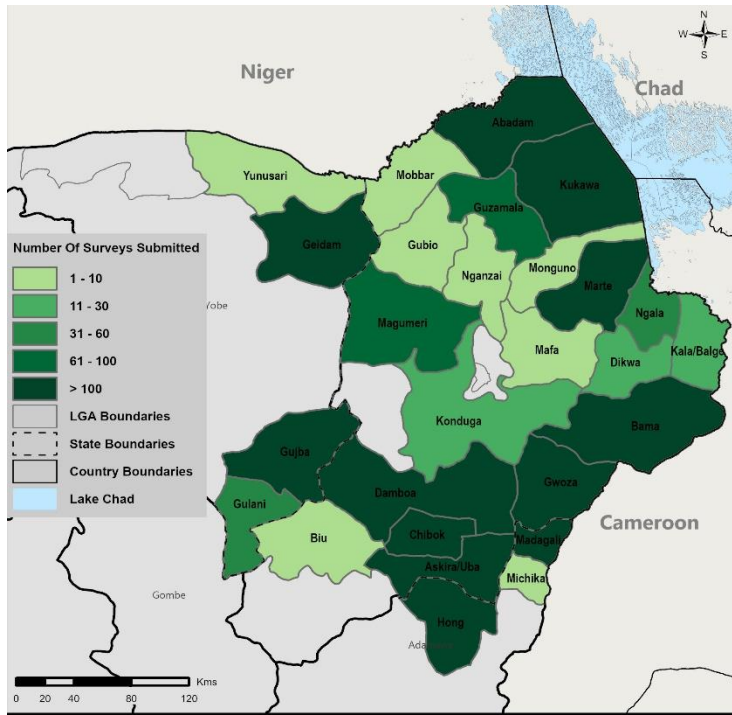 N
W E
S
Niger
Chad
Abadam
Yunusari
Mobbar
Kukawa
Guzamala
Geidam
Gubio
Number Of Surveys Submitted
1 - 10
11 - 30
31 - 60
61 - 100
> 100
LGA Boundaries
State Boundaries
Country Boundaries
Lake Chad
Nganzai
Monguno
Marte
Yobe
Magumeri
Ngala
Mafa
Dikwa
Kala/Balge
Konduga
Bama
Gujba
Damboa
Gwoza
Gulani
Cameroon
Chibok
Madagali
Biu
Askira/Uba
Michika
Gombe
Hong
Kms
0 20 40 80 120